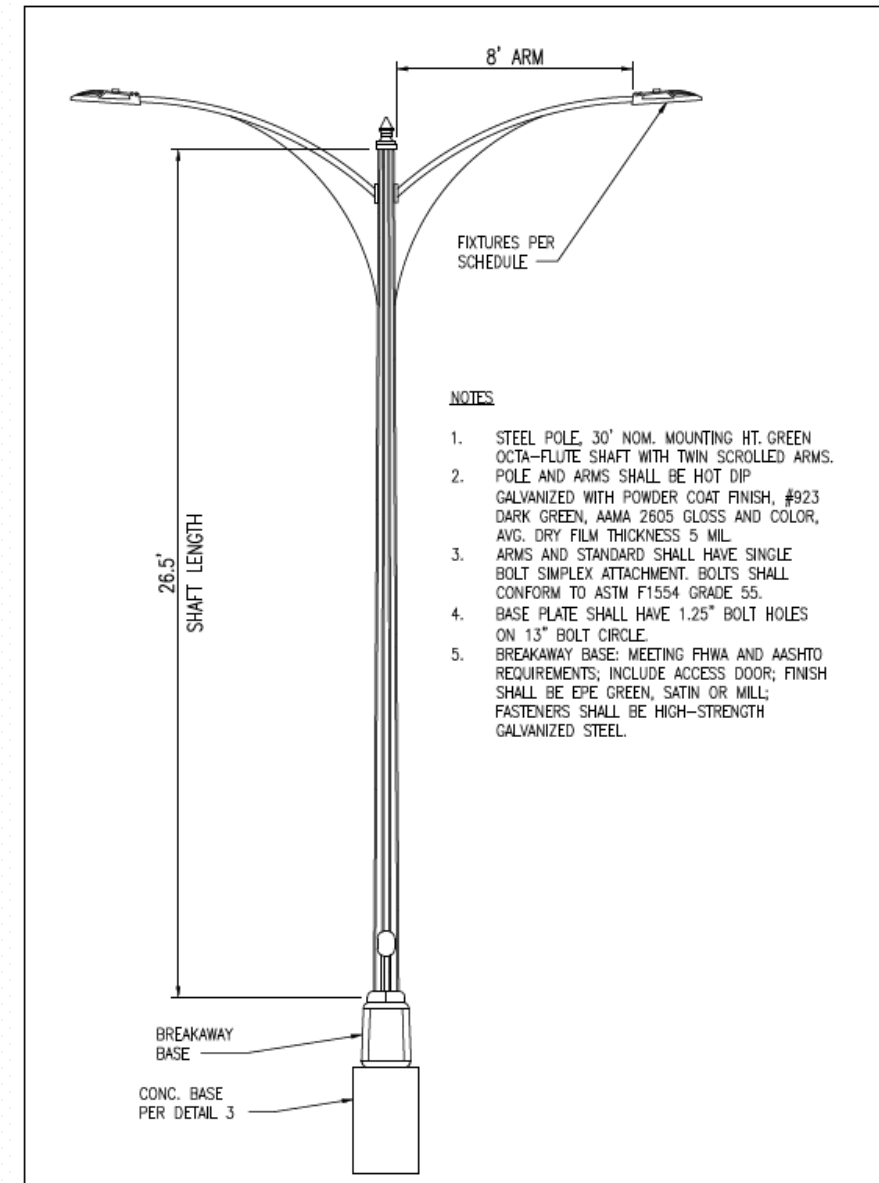 8' ARM
FIXTURES PER
SCHEDULE
26.5'
SHAFT LENGTH
NOTES
1. STEEL POLE, 30' NOM. MOUNTING HT. GREEN
OCTA-FLUTE SHAFT WITH TWIN SCROLLED ARMS.
2. POLE AND ARMS SHALL BE HOT DIP
GALVANIZED WITH POWDER COAT FINISH, #923
DARK GREEN, AAMA 2605 GLOSS AND COLOR,
AVG. DRY FILM THICKNESS 5 MIL.
3. ARMS AND STANDARD SHALL HAVE SINGLE
BOLT SIMPLEX ATTACHMENT. BOLTS SHALL
CONFORM TO ASTM F1554 GRADE 55.
4. BASE PLATE SHALL HAVE 1.25" BOLT HOLES
ON 13" BOLT CIRCLE.
5. BREAKAWAY BASE: MEETING FHWA AND AASHTO
REQUIREMENTS; INCLUDE ACCESS DOOR; FINISH
SHALL BE EPE GREEN, SATIN OR MILL;
FASTENERS SHALL BE HIGH-STRENGTH
GALVANIZED STEEL.
BREAKAWAY
BASE
CONC. BASE
PER DETAIL 3